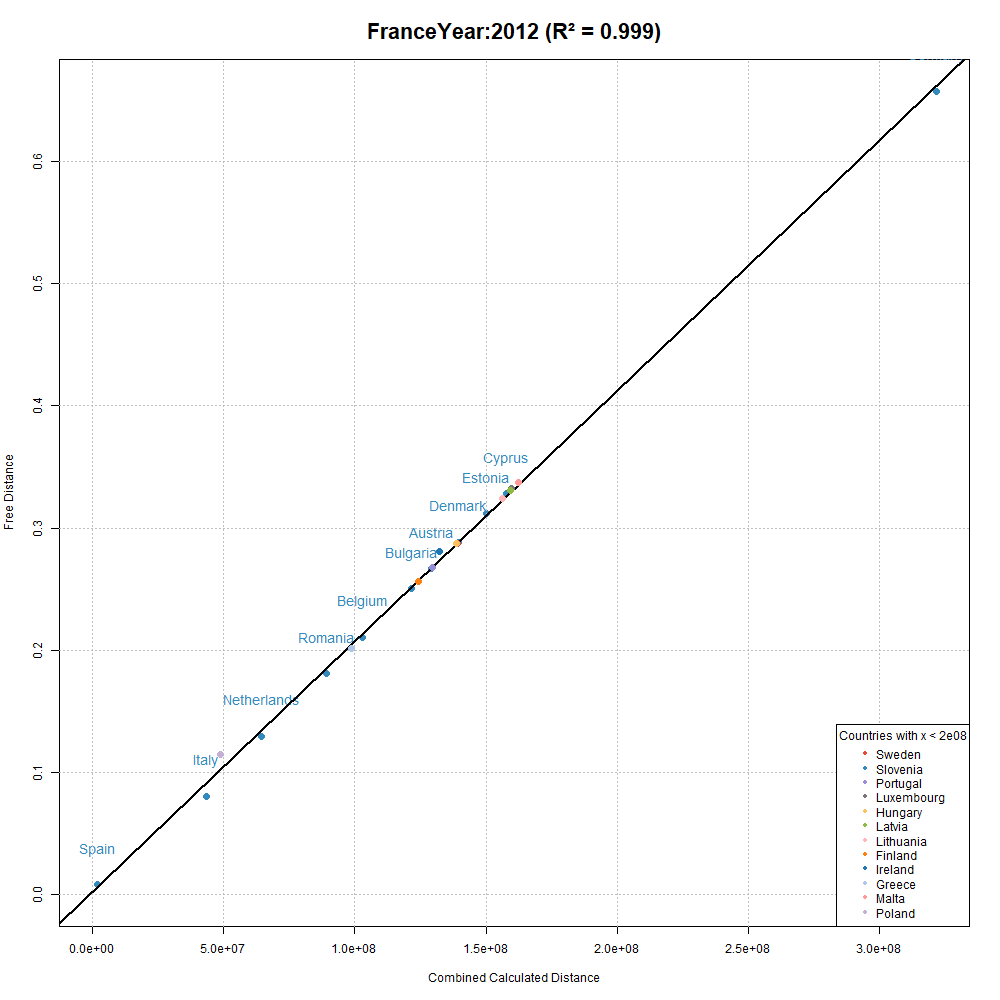 FranceYear:2012 (R² = 0.999)
Free Distance
0.6
0.5
0.4
0.3
0.2
0.1
0.0
Cyprus
Estonia
Denmark
Austria
Bulgaria
Belgium
Romania
Netherlands
Italy
Spain
Countries with x < 2e08
Sweden
Slovenia
Portugal
Luxembourg
Hungary
Latvia
Lithuania
Finland
Ireland
Greece
Malta
Poland
0.0e+00 5.0e+07 1.0e+08 1.5e+08 2.0e+08 2.5e+08 3.0e+08
Combined Calculated Distance